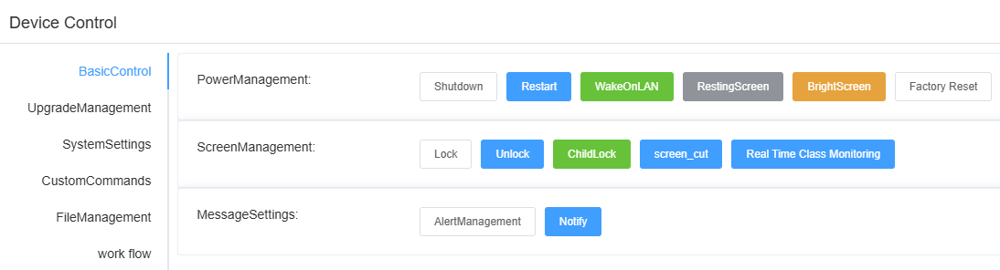 Device Control
BasicControl
UpgradeManagement
SystemSettings
CustomCommands
FileManagement
work flow
PowerManagement: Shutdown Restart WakeOnLAN RestingScreen BrightScreen Factory Reset
ScreenManagement: Lock Unlock ChildLock screen_cut Real Time Class Monitoring
MessageSettings: AlertManagement Notify